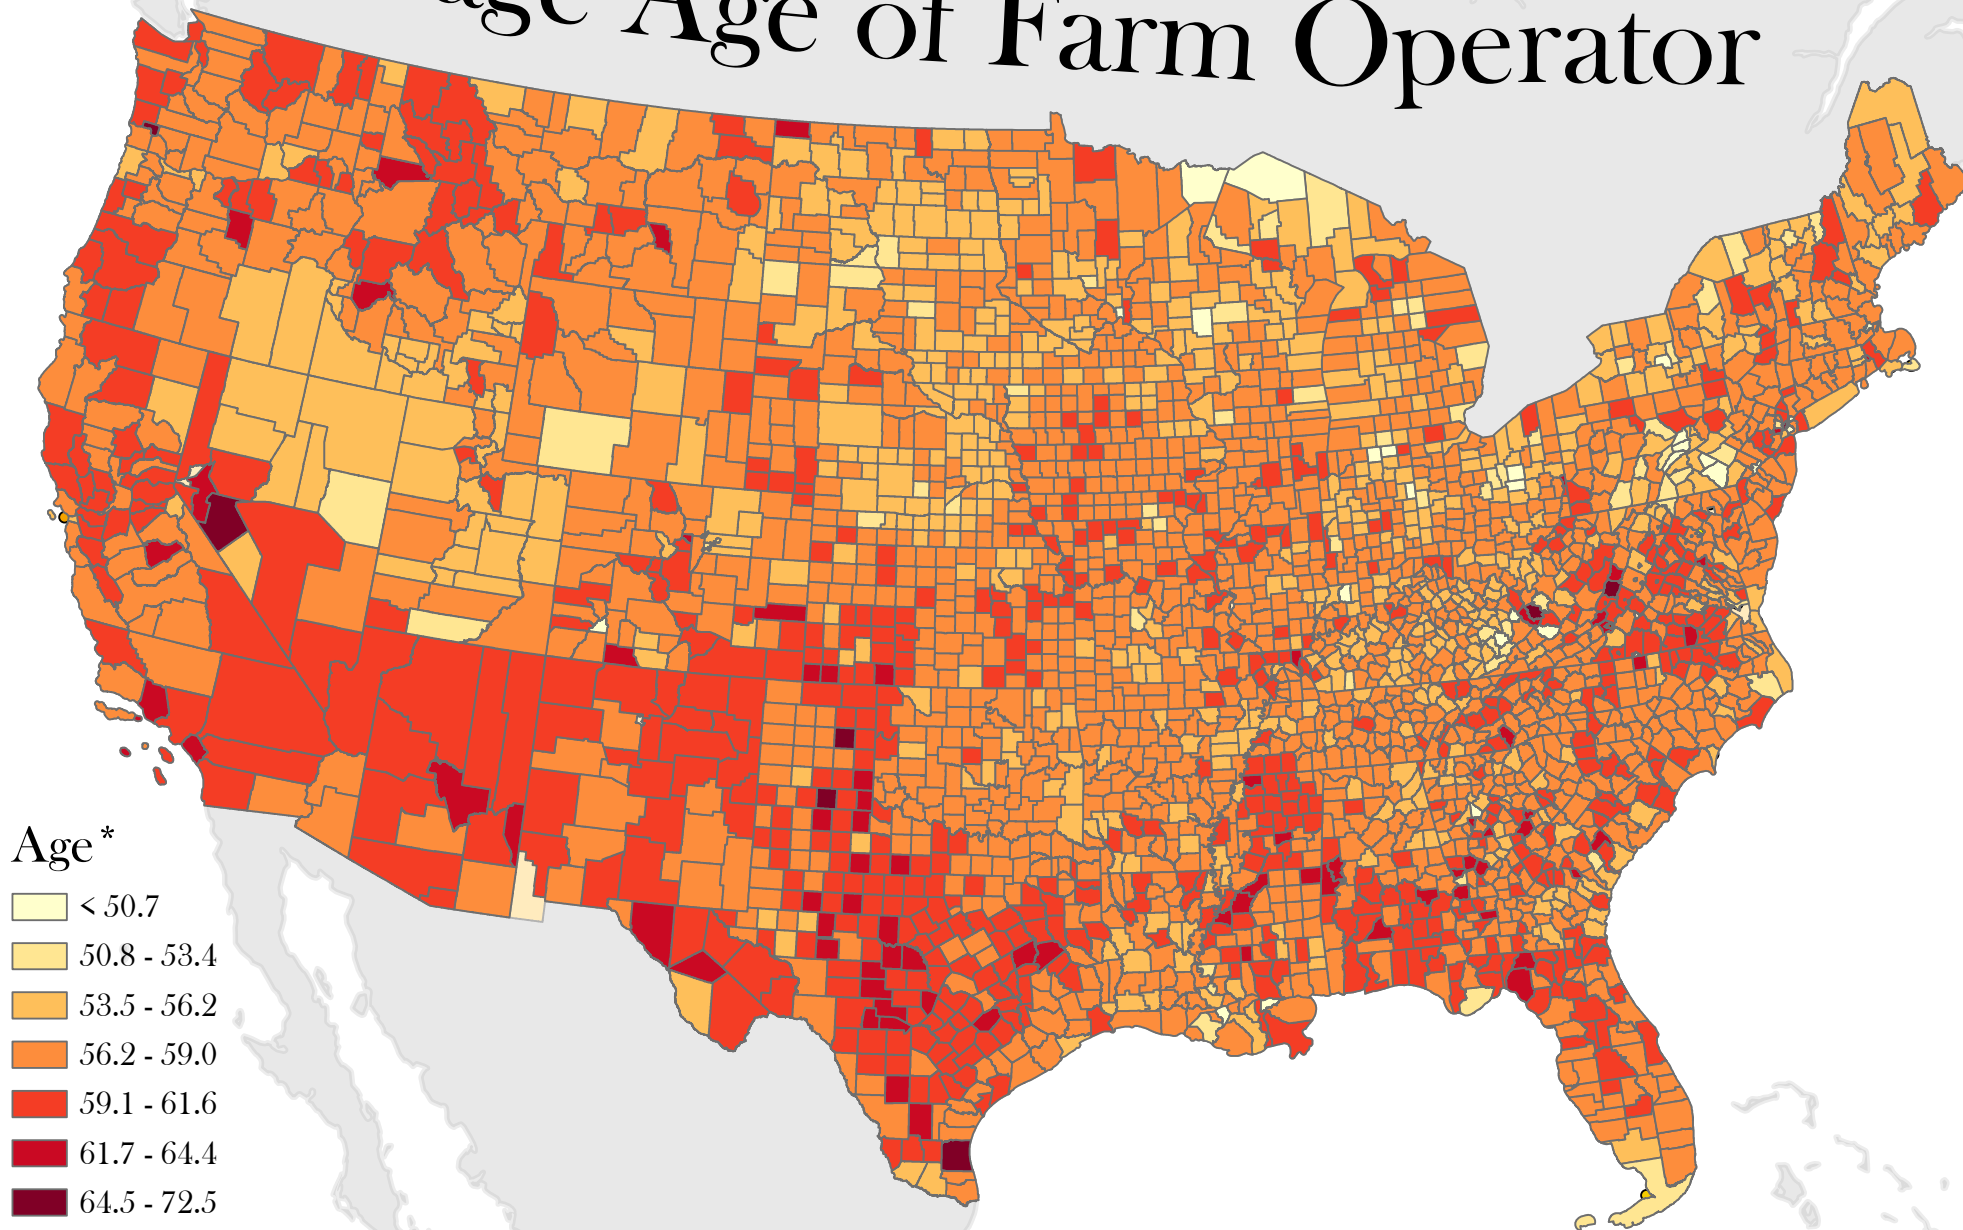 Age of Farm Operator
Age*
< 50.7
50.8 - 53.4
53.5 - 56.2
56.2 - 59.0
59.1 - 61.6
61.7 - 64.4
64.5 - 72.5